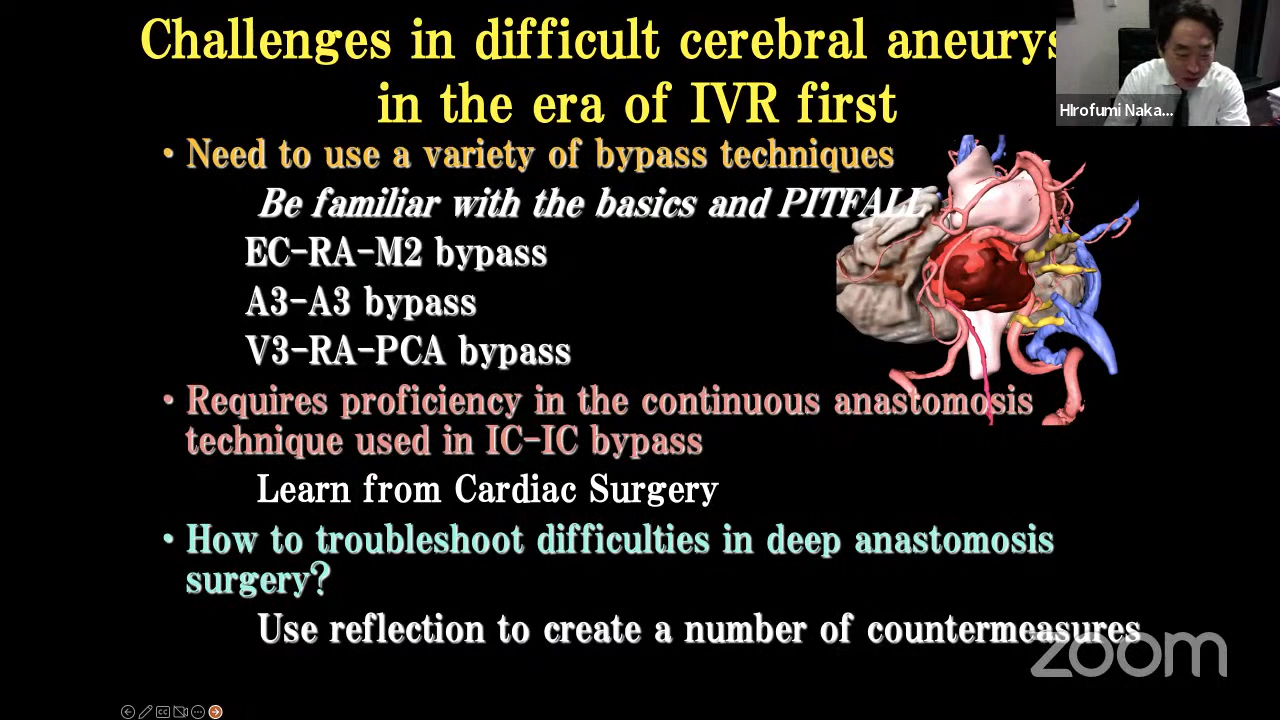 Challenges in difficult cerebral aneurys
in the era of IVR first
Hirofumi Naka...
• Need to use a variety of bypass techniques
Be familiar with the basics and PITFALL
EC-RA-M2 bypass
A3-A3 bypass
V3-RA-PCA bypass
• Requires proficiency in the continuous anastomosis
technique used in IC-IC bypass
Learn from Cardiac Surgery
• How to troubleshoot difficulties in deep anastomosis
surgery?
Use reflection to create a number of countermeasures
zoom
CC